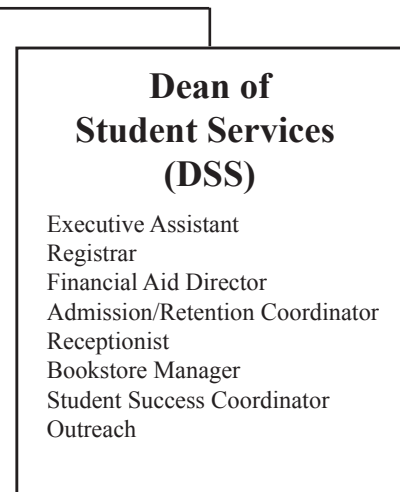 Dean of
Student Services
(DSS)
Executive Assistant
Registrar
Financial Aid Director
Admission/Retention Coordinator
Receptionist
Bookstore Manager
Student Success Coordinator
Outreach